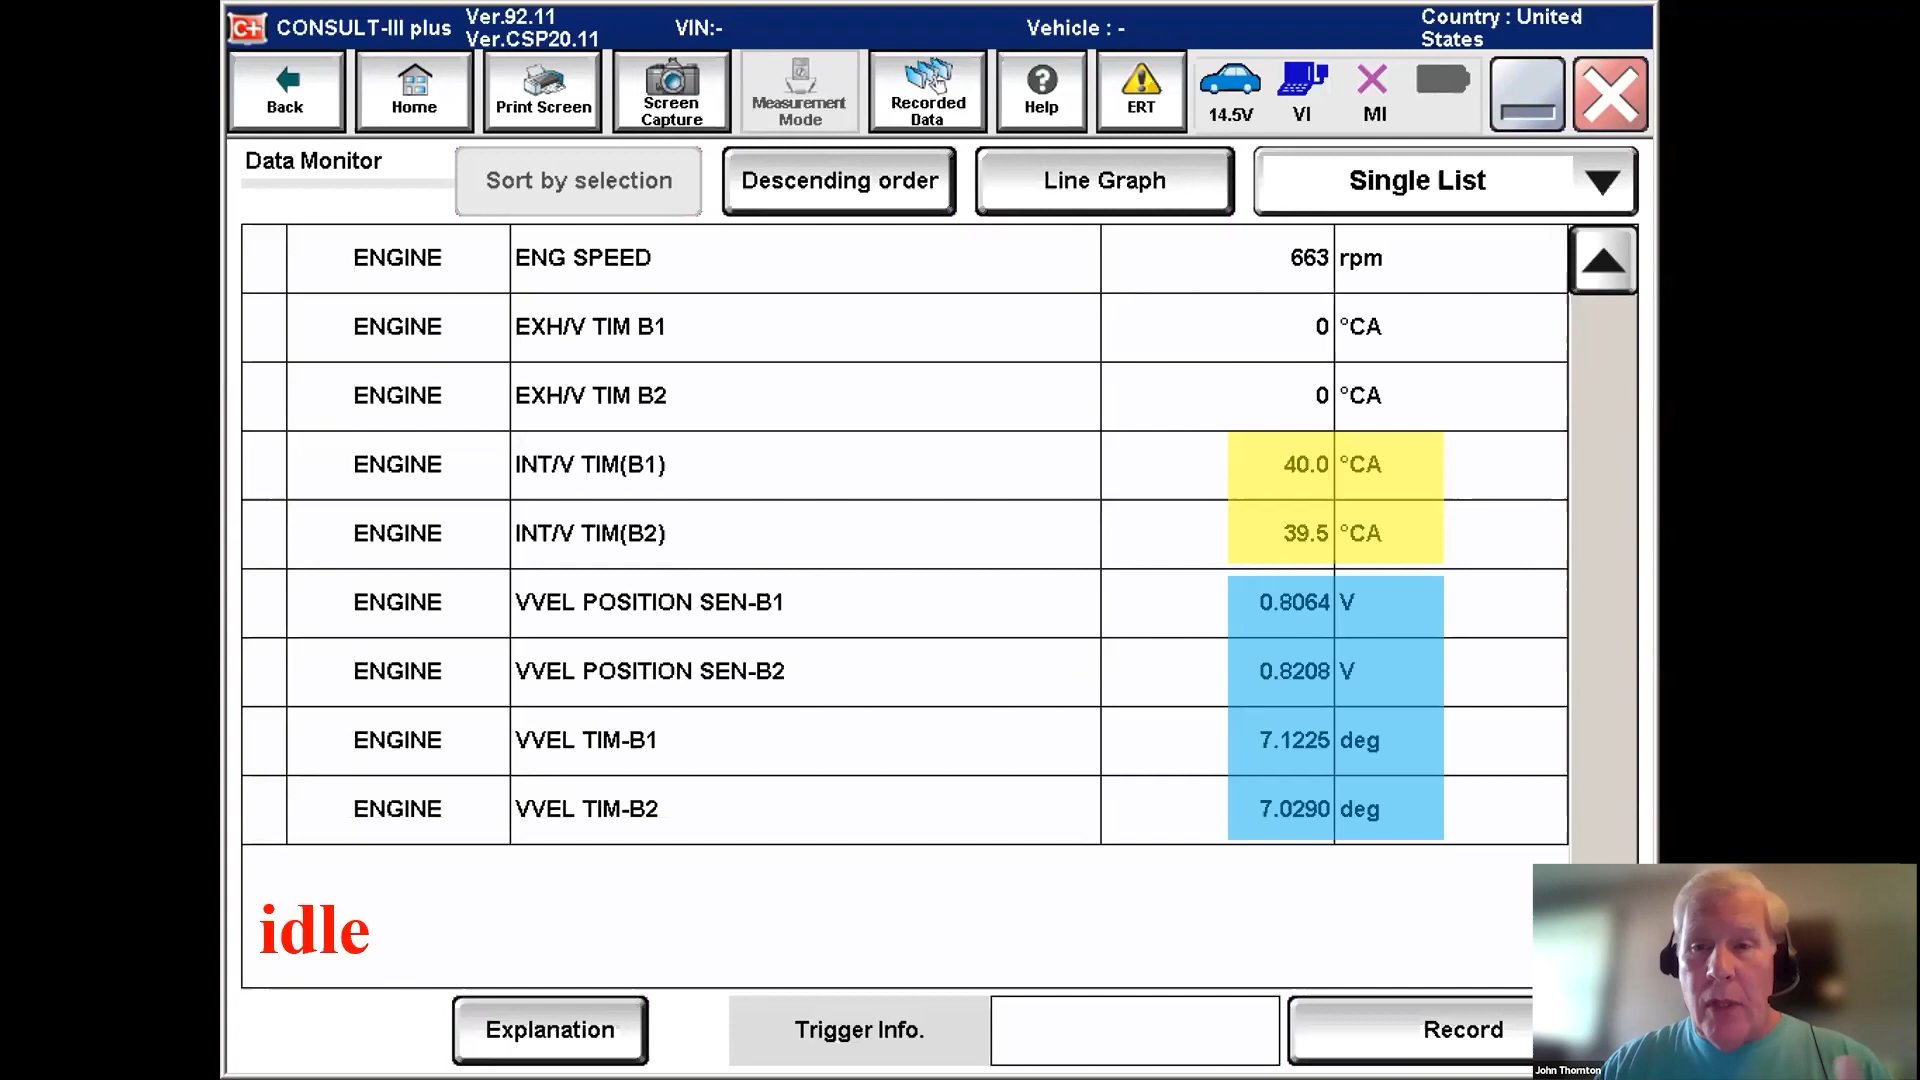 CONSULT-III plus
Ver.92.11
Ver.CSP20.11
VIN:-
Vehicle : -
Country : United
States
Back
Home
Print Screen
Screen
Capture
Measurement
Mode
Recorded
Data
Help
ERT
14.5V
VI
MI
Data Monitor
Sort by selection
Descending order
Line Graph
Single List
ENGINE ENG SPEED 663 rpm
ENGINE EXH/V TIM B1 0 °CA
ENGINE EXH/V TIM B2 0 °CA
ENGINE INT/V TIM(B1) 40.0 °CA
ENGINE INT/V TIM(B2) 39.5 °CA
ENGINE VVEL POSITION SEN-B1 0.8064 V
ENGINE VVEL POSITION SEN-B2 0.8208 V
ENGINE VVEL TIM-B1 7.1225 deg
ENGINE VVEL TIM-B2 7.0290 deg
idle
Explanation
Trigger Info.
Record
John Thornton